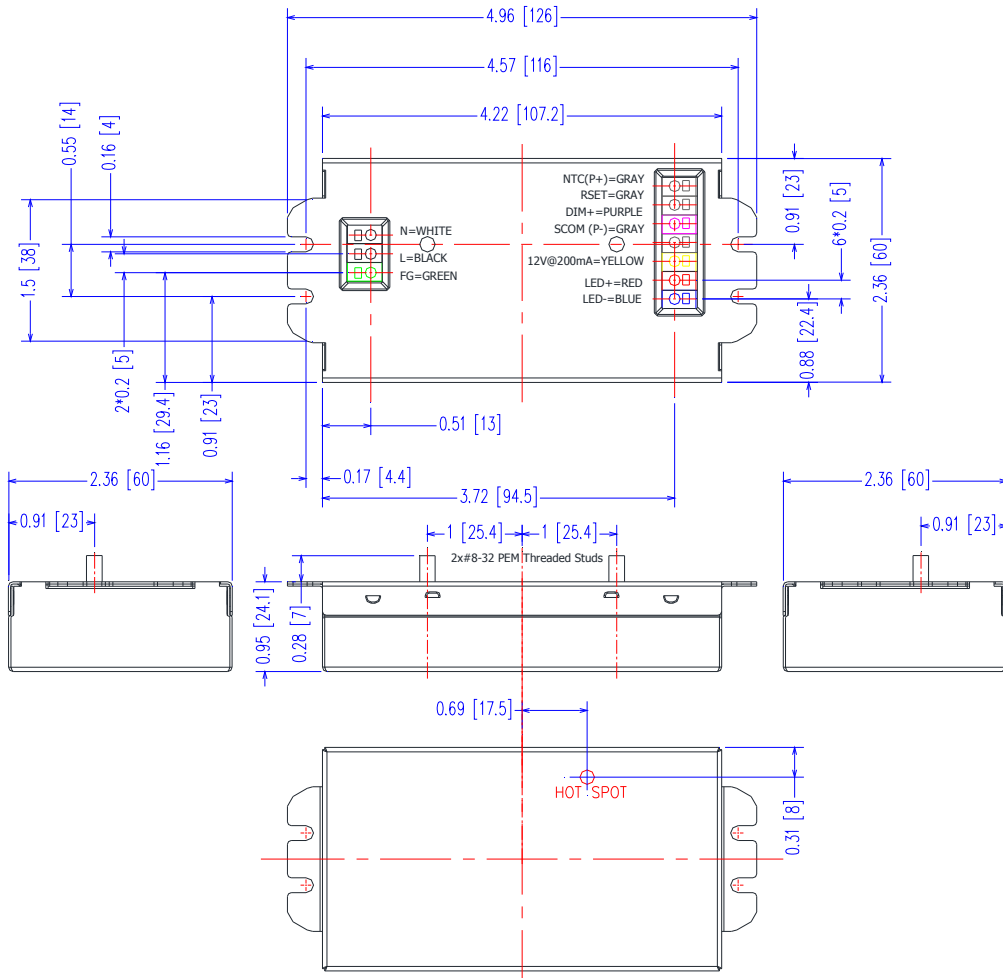 4.96 [126]
4.57 [116]
4.22 [107.2]
0.55 [14]
0.16 [4]
1.5 [38]
2*0.2 [5]
1.16 [29.4]
0.91 [23]
NTC(P+)=GRAY
RSET=GRAY
DIM+=PURPLE
SCOM (P-)=GRAY
12V@200mA=YELLOW
LED+=RED
LED-=BLUE
N=WHITE
L=BLACK
FG=GREEN
0.91 [23]
6*0.2 [5]
2.36 [60]
0.88 [22.4]
0.51 [13]
0.17 [4.4]
3.72 [94.5]
2.36 [60]
0.91 [23]
1 [25.4]
1 [25.4]
2x#8-32 PEM Threaded Studs
0.95 [24.1]
0.28 [7]
2.36 [60]
0.91 [23]
0.69 [17.5]
HOT SPOT
0.31 [8]